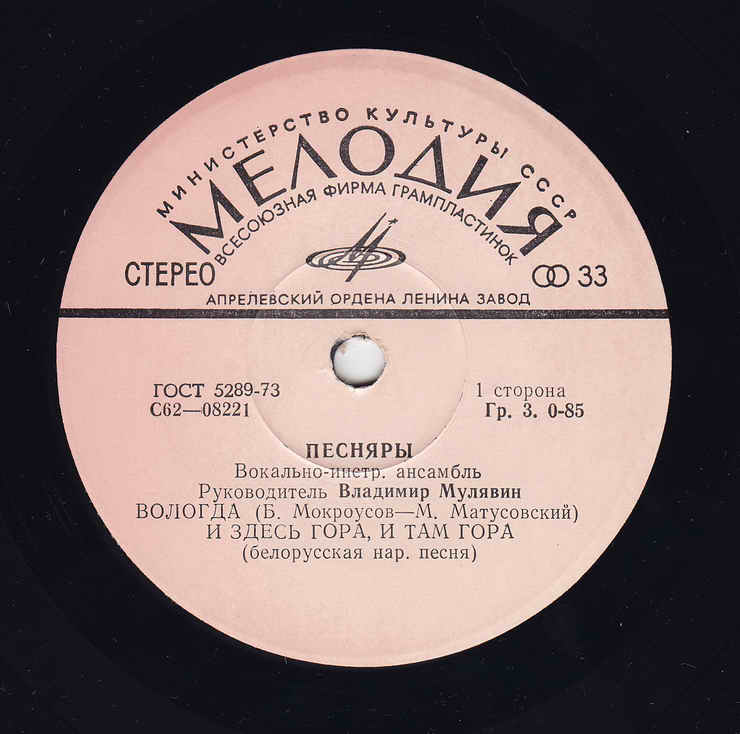 МИНИСТЕРСТВО КУЛЬТУРЫ СССР
МЕЛОДИЯ
ВСЕСОЮЗНАЯ ФИРМА ГРАМПЛАСТИНОК
СТЕРЕО 33
АПРЕЛЕВСКИЙ ОРДЕНА ЛЕНИНА ЗАВОД
ГОСТ 5289-73 1 сторона
С62—08221 Гр. 3. 0-85
ПЕСНЯРЫ
Вокально-инстр. ансамбль
Руководитель Владимир Мулявин
ВОЛОГДА (Б. Мокроусов—М. Матусовский)
И ЗДЕСЬ ГОРА, И ТАМ ГОРА
(белорусская нар. песня)